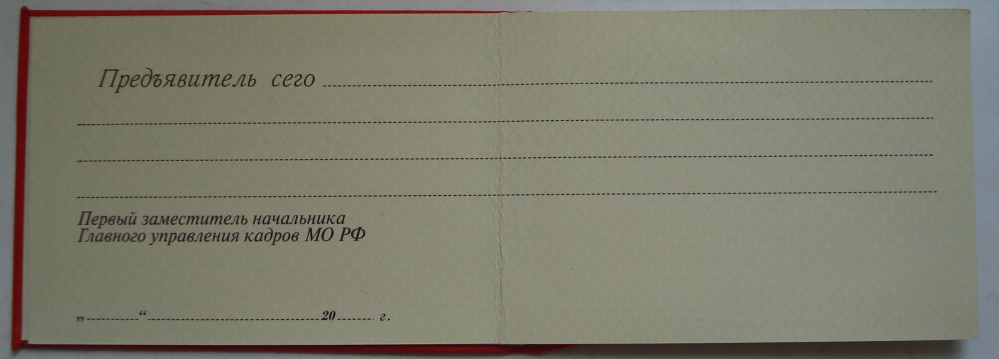 Предъявитель сего
Первый заместитель начальника
Главного управления кадров МО РФ
„ “ 20 г.